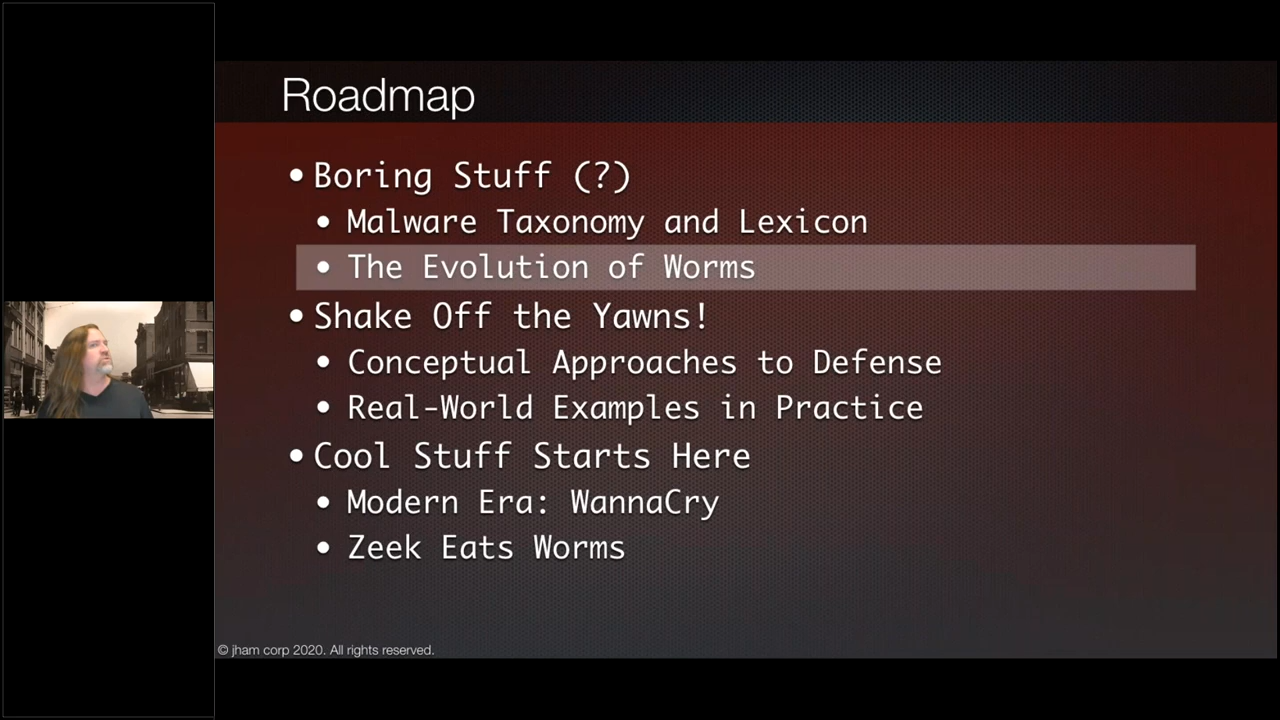 Roadmap
• Boring Stuff (?)
• Malware Taxonomy and Lexicon
• The Evolution of Worms
• Shake Off the Yawns!
• Conceptual Approaches to Defense
• Real-World Examples in Practice
• Cool Stuff Starts Here
• Modern Era: WannaCry
• Zeek Eats Worms
© jham corp 2020. All rights reserved.